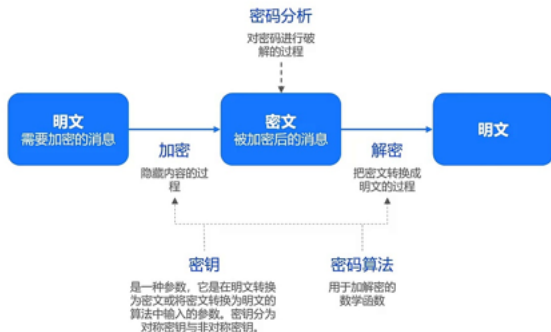 密码分析
对密码进行破
解的过程
明文
需要加密的消息
密文
被加密后的消息
明文
加密
隐藏内容的过
程
解密
把密文转换成
明文的过程
密钥
是一种参数，它是在明文转换
为密文或将密文转换为明文的
算法中输入的参数。密钥分为
对称密钥与非对称密钥。
密码算法
用于加解密的
数学函数